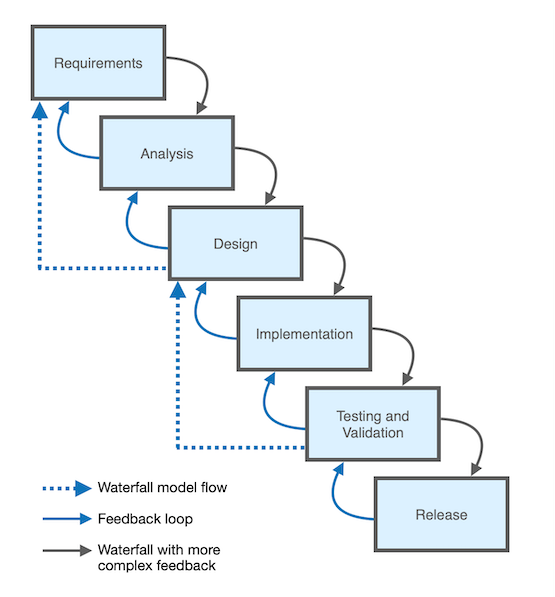 Requirements
Analysis
Design
Implementation
Testing and
Validation
Release
Waterfall model flow
Feedback loop
Waterfall with more
complex feedback